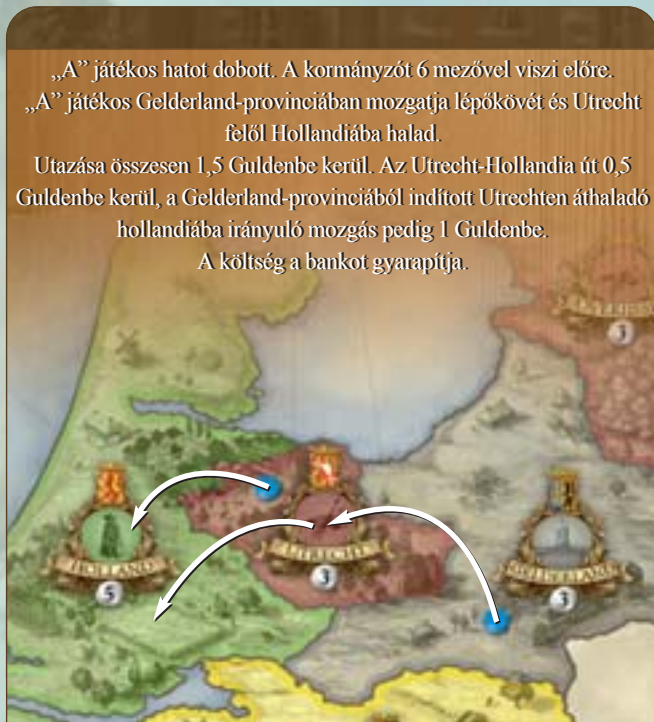 „A” játékos hatot dobott. A kormányzót 6 mezővel viszi előre.
„A” játékos Gelderland-provinciában mozgatja lépőkövét és Utrecht
felől Hollandiába halad.
Utazása összesen 1,5 Guldenbe kerül. Az Utrecht-Hollandia út 0,5
Guldenbe kerül, a Gelderland-provinciából indított Utrechten áthaladó
hollandiába irányuló mozgás pedig 1 Guldenbe.
A költség a bankot gyarapítja.
3
HOLLAND
5
UTRECHT
3
GELDERLAND
3